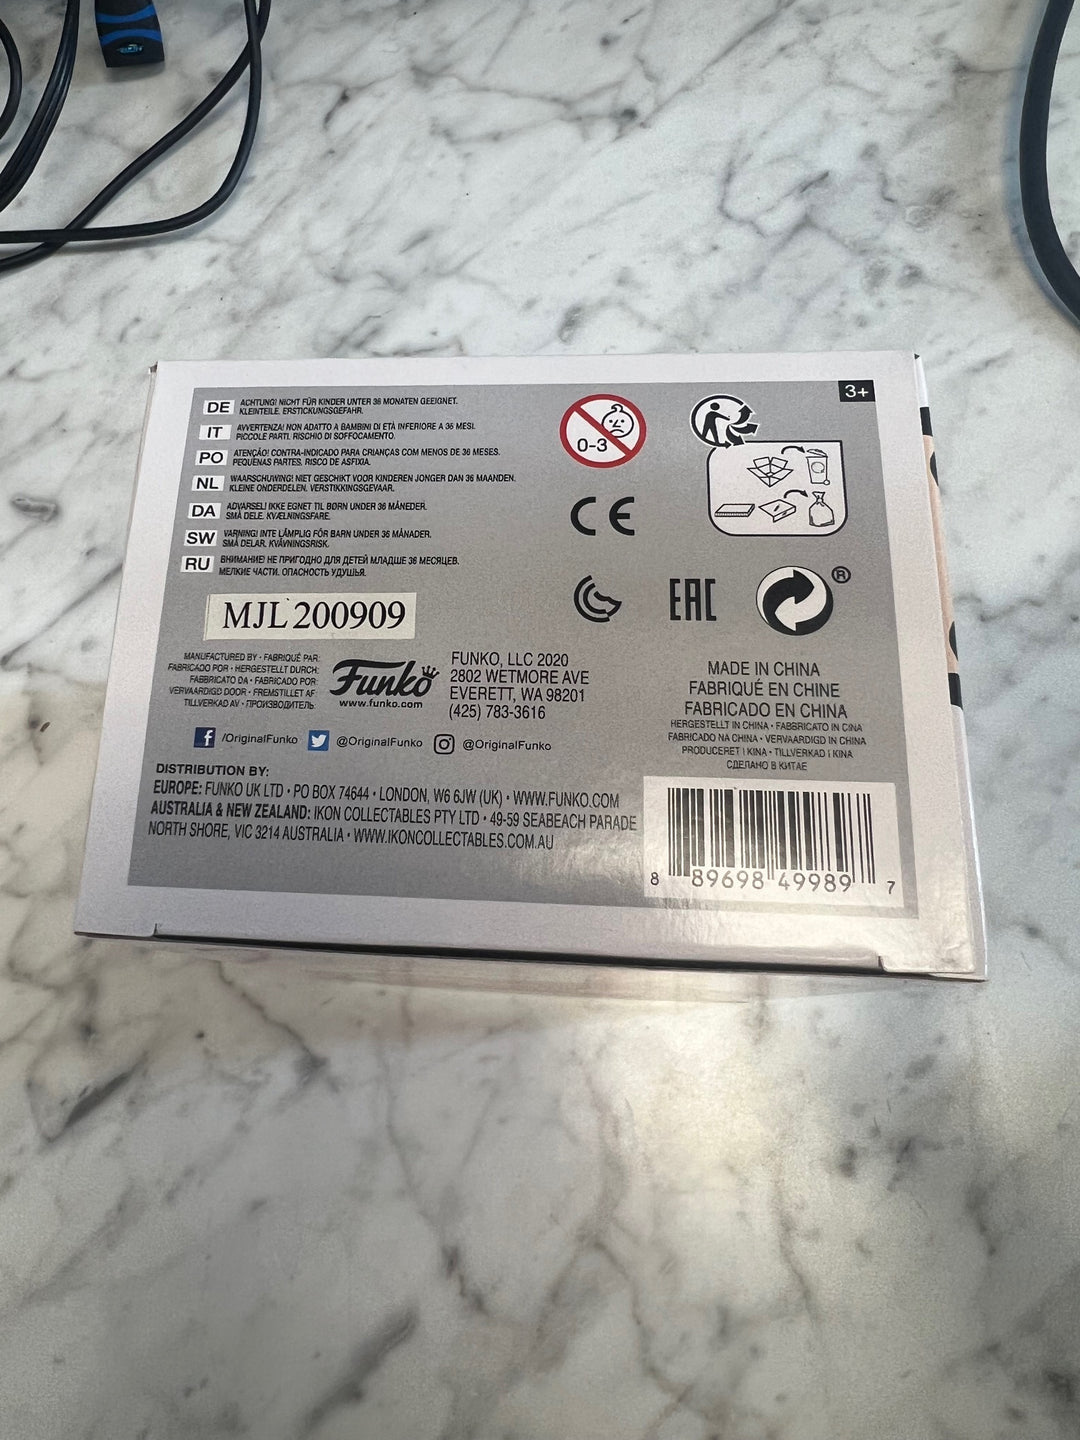 3+
DE ACHTUNG! NICHT FÜR KINDER UNTER 36 MONATEN GEEIGNET.
KLEINTEILE. ERSTICKUNGSGEFAHR.
IT AVVERTENZA! NON ADATTO A BAMBINI DI ETÀ INFERIORE A 36 MESI.
PICCOLE PARTI. RISCHIO DI SOFFOCAMENTO.
PO ATENÇÃO! CONTRA-INDICADO PARA CRIANÇAS COM MENOS DE 36 MESES.
PEQUENAS PARTES. RISCO DE ASFIXIA.
NL WAARSCHUWING! NIET GESCHIKT VOOR KINDEREN JONGER DAN 36 MAANDEN.
KLEINE ONDERDELEN. VERSTIKKINGSGEVAAR.
DA ADVARSEL! IKKE EGNET TIL BØRN UNDER 36 MÅNEDER.
SMÅ DELE. KVÆLNINGSFARE.
SW VARNING! INTE LÄMPLIG FÖR BARN UNDER 36 MÅNADER.
SMÅ DELAR. KVÄVNINGSRISK.
RU ВНИМАНИЕ! НЕ ПРИГОДНО ДЛЯ ДЕТЕЙ МЛАДШЕ 36 МЕСЯЦЕВ.
МЕЛКИЕ ЧАСТИ. ОПАСНОСТЬ УДУШЬЯ.
0-3
CE
EAC
®
MJL 200909
MANUFACTURED BY • FABRIQUÉ PAR:
FABRICADO POR • HERGESTELLT DURCH:
FABBRICATO DA • FABRICADO POR:
VERVAARDIGD DOOR • FREMSTILLET AF:
TILLVERKAD AV • ПРОИЗВОДИТЕЛЬ:
Funko
www.funko.com
FUNKO, LLC 2020
2802 WETMORE AVE
EVERETT, WA 98201
(425) 783-3616
/OriginalFunko @OriginalFunko @OriginalFunko
MADE IN CHINA
FABRIQUÉ EN CHINE
FABRICADO EN CHINA
HERGESTELLT IN CHINA • FABBRICATO IN CINA
FABRICADO NA CHINA • VERVAARDIGD IN CHINA
PRODUCERET I KINA • TILLVERKAD I KINA
СДЕЛАНО В КИТАЕ
DISTRIBUTION BY:
EUROPE: FUNKO UK LTD • PO BOX 74644 • LONDON, W6 6JW (UK) • WWW.FUNKO.COM
AUSTRALIA & NEW ZEALAND: IKON COLLECTABLES PTY LTD • 49-59 SEABEACH PARADE
NORTH SHORE, VIC 3214 AUSTRALIA • WWW.IKONCOLLECTABLES.COM.AU
8 89698 49989 7